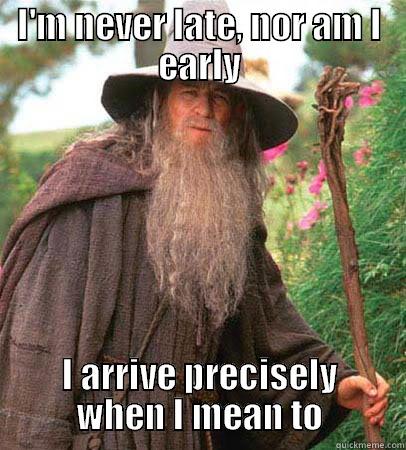 I'm never late, nor am I
early
I arrive precisely
when I mean to
quickmeme.com